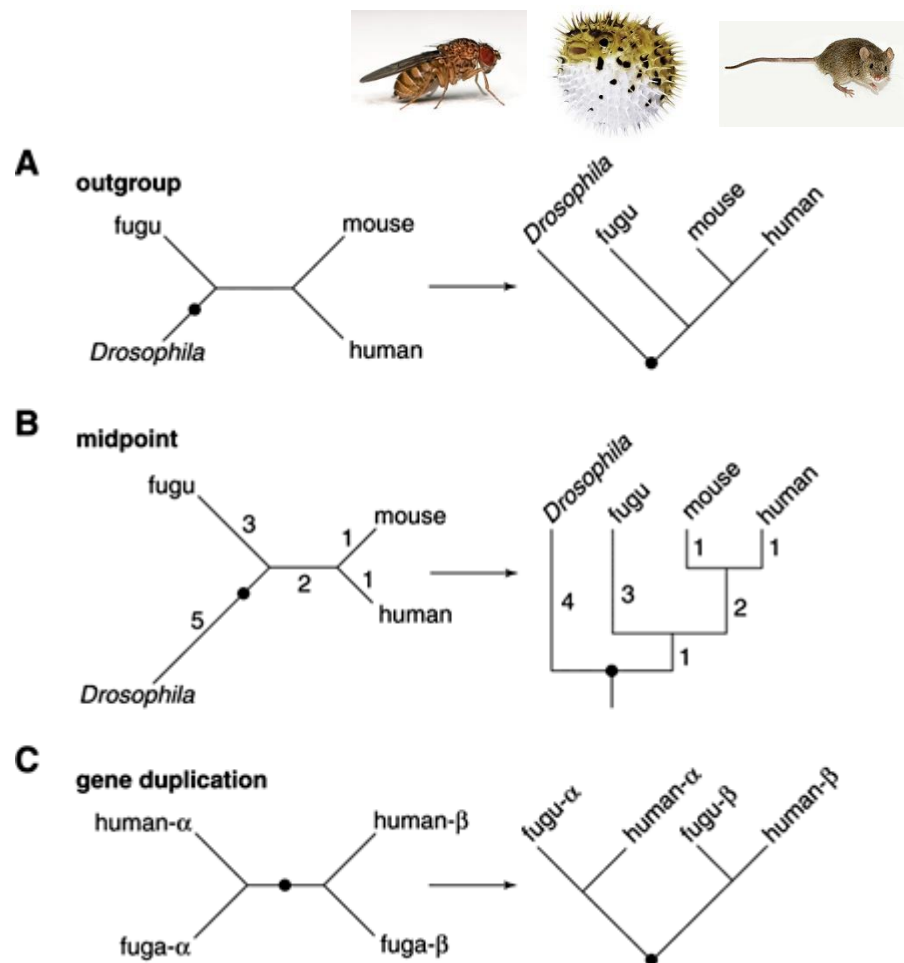 A
outgroup
fugu
mouse
Drosophila
human
Drosophila
fugu
mouse
human
B
midpoint
fugu
3
1
mouse
2
1
human
5
Drosophila
Drosophila
fugu
mouse
human
1
1
4
3
2
1
C
gene duplication
human-α
human-β
fuga-α
fuga-β
fugu-α
human-α
fugu-β
human-β